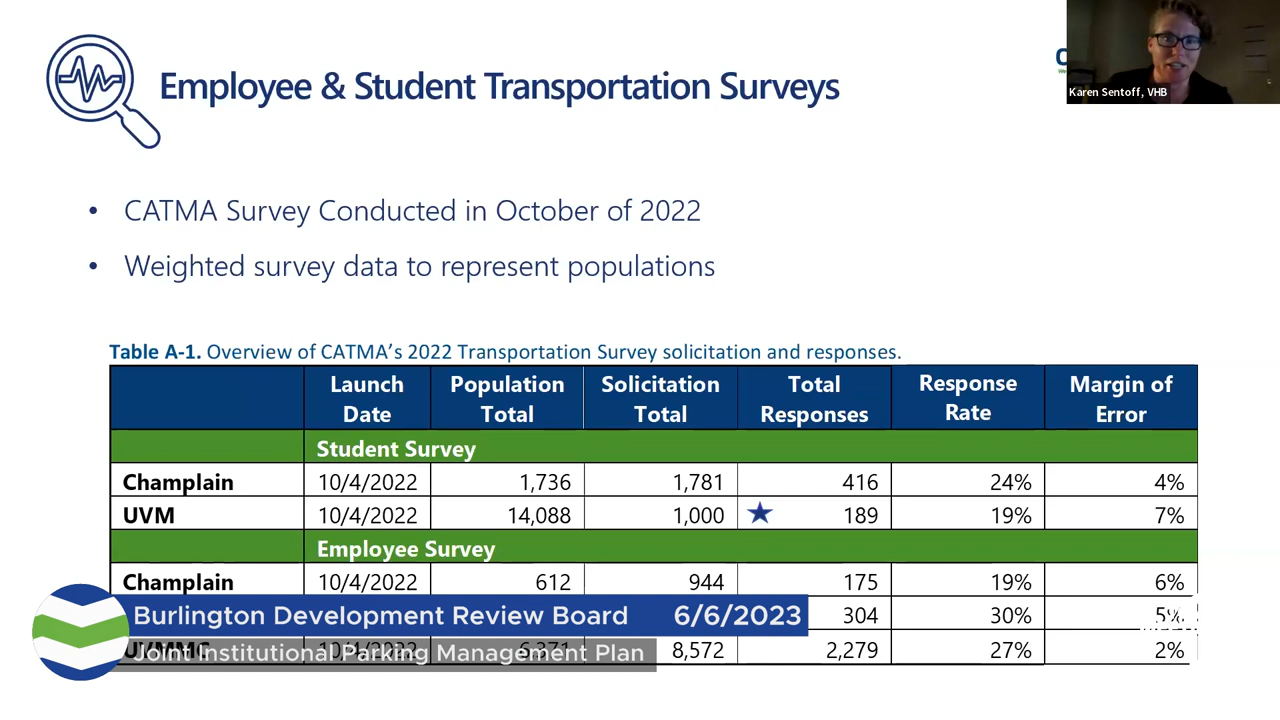 Employee & Student Transportation Surveys
Karen Sentoff, VHB
• CATMA Survey Conducted in October of 2022
• Weighted survey data to represent populations
Table A-1. Overview of CATMA's 2022 Transportation Survey solicitation and responses.
Launch Date Population Total Solicitation Total Total Responses Response Rate Margin of Error
Student Survey
Champlain 10/4/2022 1,736 1,781 416 24% 4%
UVM 10/4/2022 14,088 1,000 189 19% 7%
Employee Survey
Champlain 10/4/2022 612 944 175 19% 6%
304 30% 5%
8,572 2,279 27% 2%
Burlington Development Review Board 6/6/2023
Joint Institutional Parking Management Plan